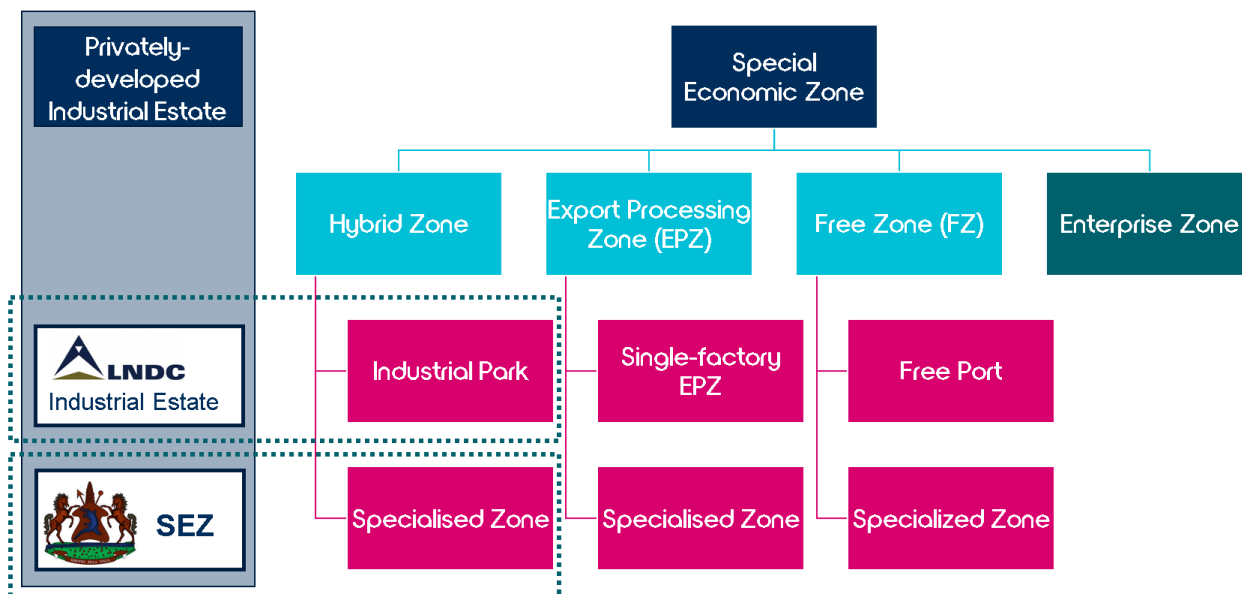 Privately-
developed
Industrial Estate
Special
Economic Zone
Hybrid Zone
Export Processing
Zone (EPZ)
Free Zone (FZ)
Enterprise Zone
LNDC
Industrial Estate
Industrial Park
Single-factory
EPZ
Free Port
SEZ
Specialised Zone
Specialised Zone
Specialized Zone